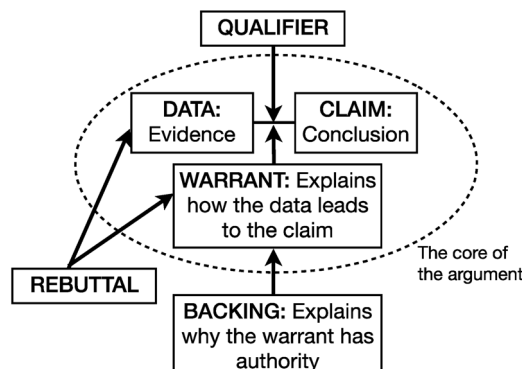 QUALIFIER
DATA:
Evidence
CLAIM:
Conclusion
WARRANT: Explains
how the data leads
to the claim
The core of
the argument
REBUTTAL
BACKING: Explains
why the warrant has
authority